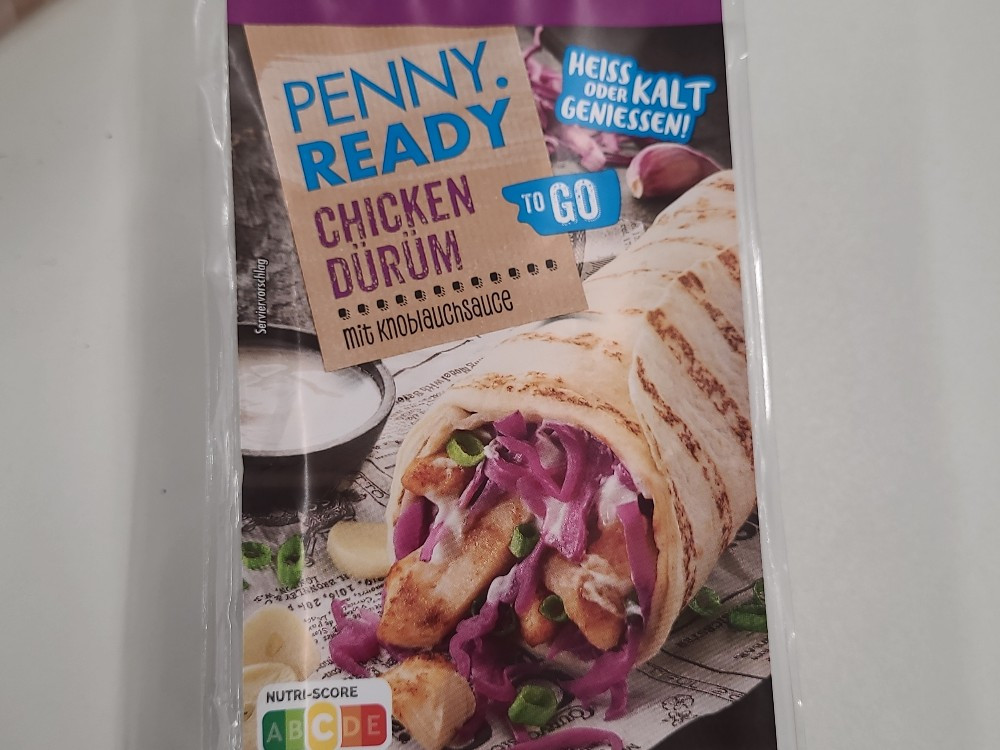 PENNY.
READY
CHICKEN
DÜRÜM
mit Knoblauchsauce
HEISS
ODER KALT
GENIESSEN!
TO GO
Serviervorschlag
NUTRI-SCORE
A B C D E